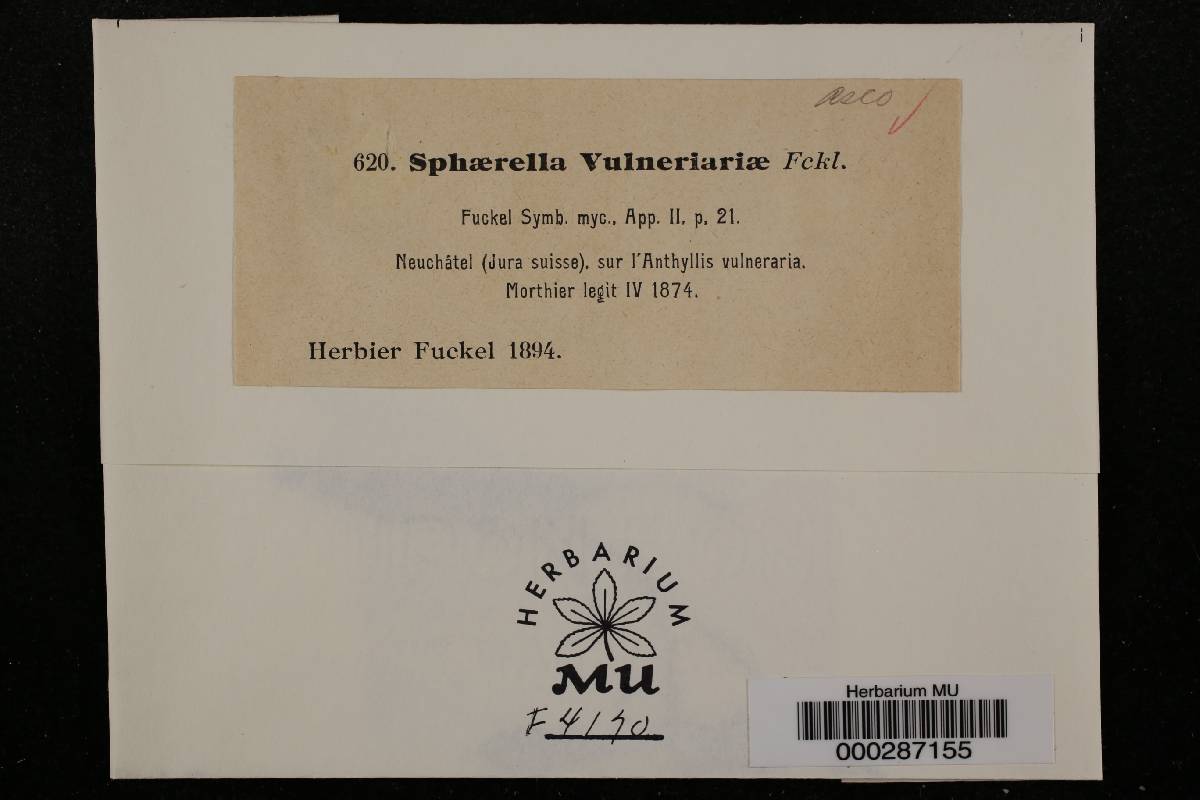 asco
620. Sphærella Vulneriariæ Fckl.
Fuckel Symb. myc., App. II, p, 21.
Neuchâtel (Jura suisse), sur l'Anthyllis vulneraria.
Morthier legit IV 1874.
Herbier Fuckel 1894.
HERBARIUM
MU
F 4170
Herbarium MU
000287155